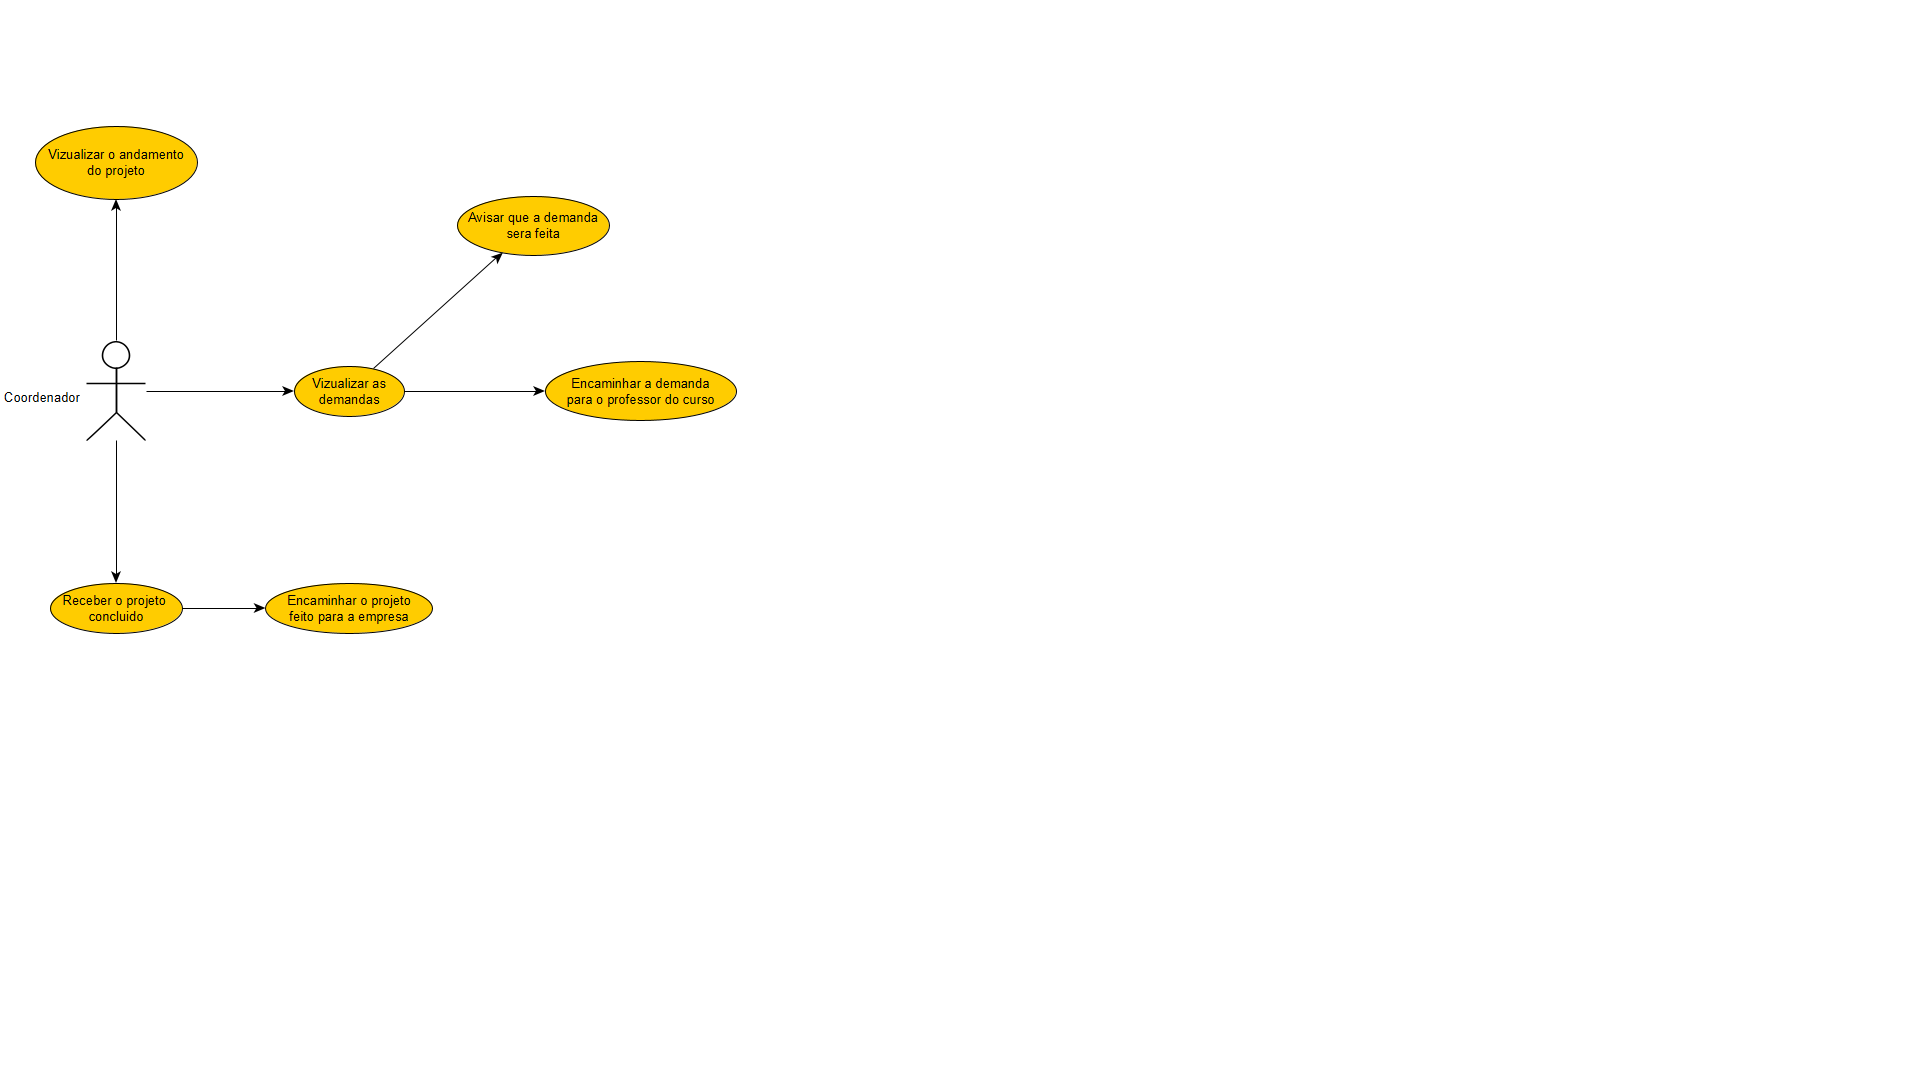 Vizualizar o andamento
do projeto
Avisar que a demanda
sera feita
Coordenador
Vizualizar as
demandas
Encaminhar a demanda
para o professor do curso
Receber o projeto
concluido
Encaminhar o projeto
feito para a empresa